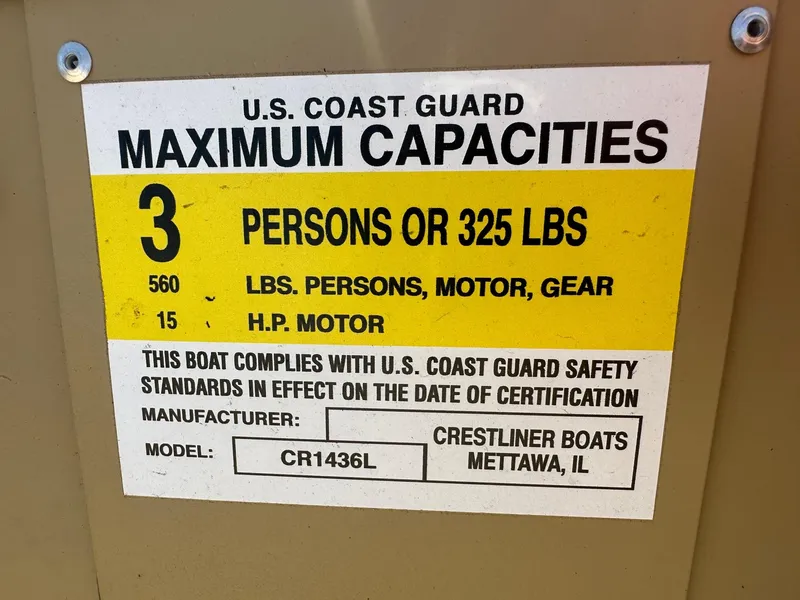 U.S. COAST GUARD
MAXIMUM CAPACITIES
3 PERSONS OR 325 LBS
560 LBS. PERSONS, MOTOR, GEAR
15 H.P. MOTOR
THIS BOAT COMPLIES WITH U.S. COAST GUARD SAFETY
STANDARDS IN EFFECT ON THE DATE OF CERTIFICATION
MANUFACTURER: CRESTLINER BOATS
METTAWA, IL
MODEL: CR1436L